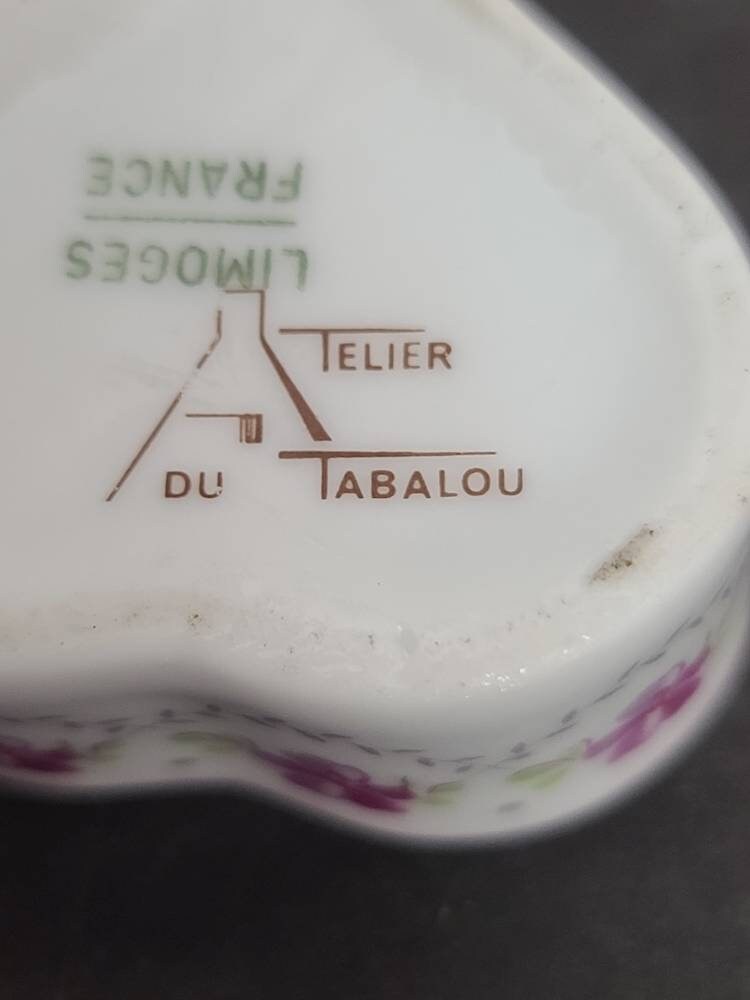 LIMOGES
FRANCE
ATELIER
DU TABALOU